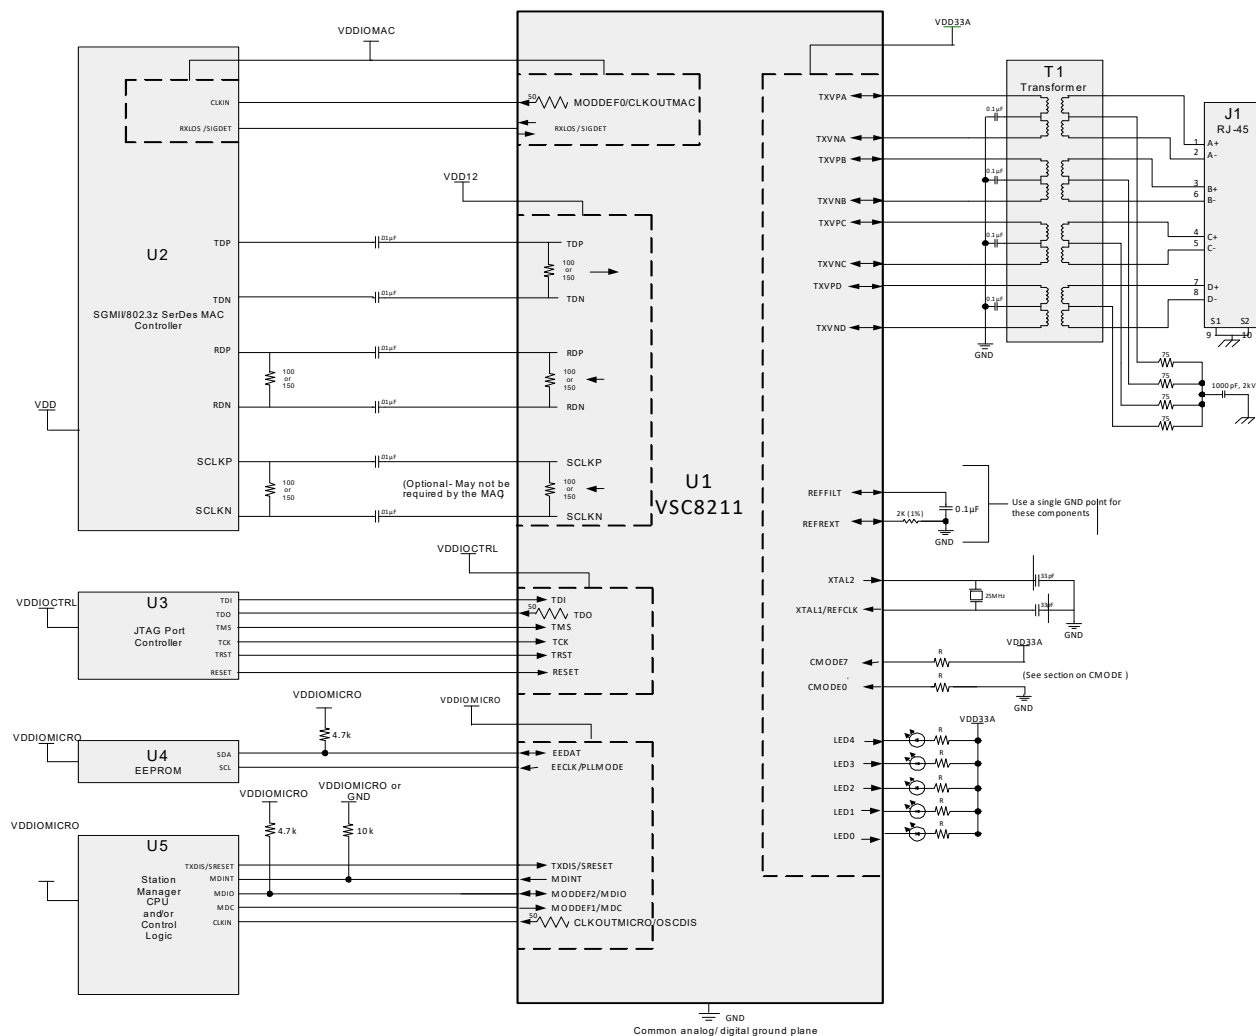 VDDIOMAC
VDD33A
CLKIN
RXLOS /SIGDET
50
MODDEF0/CLKOUTMAC
RXLOS /SIGDET
VDD12
U2
SGMII/802.3z SerDes MAC
Controller
TDP
TDN
RDP
RDN
SCLKP
SCLKN
VDD
.01µF
.01µF
.01µF
.01µF
.01µF
.01µF
100
or
150
100
or
150
(Optional- May not be
required by the MAC)
TDP
100
or
150
TDN
RDP
100
or
150
RDN
SCLKP
100
or
150
SCLKN
U1
VSC8211
VDDIOCTRL
VDDIOCTRL
U3
JTAG Port
Controller
TDI
TDO
TMS
TCK
TRST
RESET
TDI
50
TDO
TMS
TCK
TRST
RESET
VDDIOMICRO
4.7k
VDDIOMICRO
VDDIOMICRO
U4
EEPROM
SDA
SCL
EEDAT
EECLK/PLLMODE
VDDIOMICRO
4.7k
VDDIOMICRO or
GND
10k
VDDIOMICRO
U5
Station
Manager
CPU
and/or
Control
Logic
TXDIS/SRESET
MDINT
MDIO
MDC
CLKIN
TXDIS/SRESET
MDINT
MODDEF2/MDIO
MODDEF1/MDC
50
CLKOUTMICRO/OSCDIS
TXVPA
TXVNA
TXVPB
TXVNB
TXVPC
TXVNC
TXVPD
TXVND
T1
Transformer
0.1µF
0.1µF
0.1µF
0.1µF
GND
J1
RJ-45
1
A+
2
A-
3
B+
6
B-
4
C+
5
C-
7
D+
8
D-
S1
S2
9
10
75
75
75
75
1000pF, 2kV
REFFILT
REFREXT
2K (1%)
0.1µF
GND
Use a single GND point for
these components
XTAL2
XTAL1/REFCLK
25MHz
33pF
33pF
GND
VDD33A
CMODE7
R
CMODE0
R
(See section on CMODE )
GND
VDD33A
LED4
R
LED3
R
LED2
R
LED1
R
LED0
R
GND
Common analog/ digital ground plane